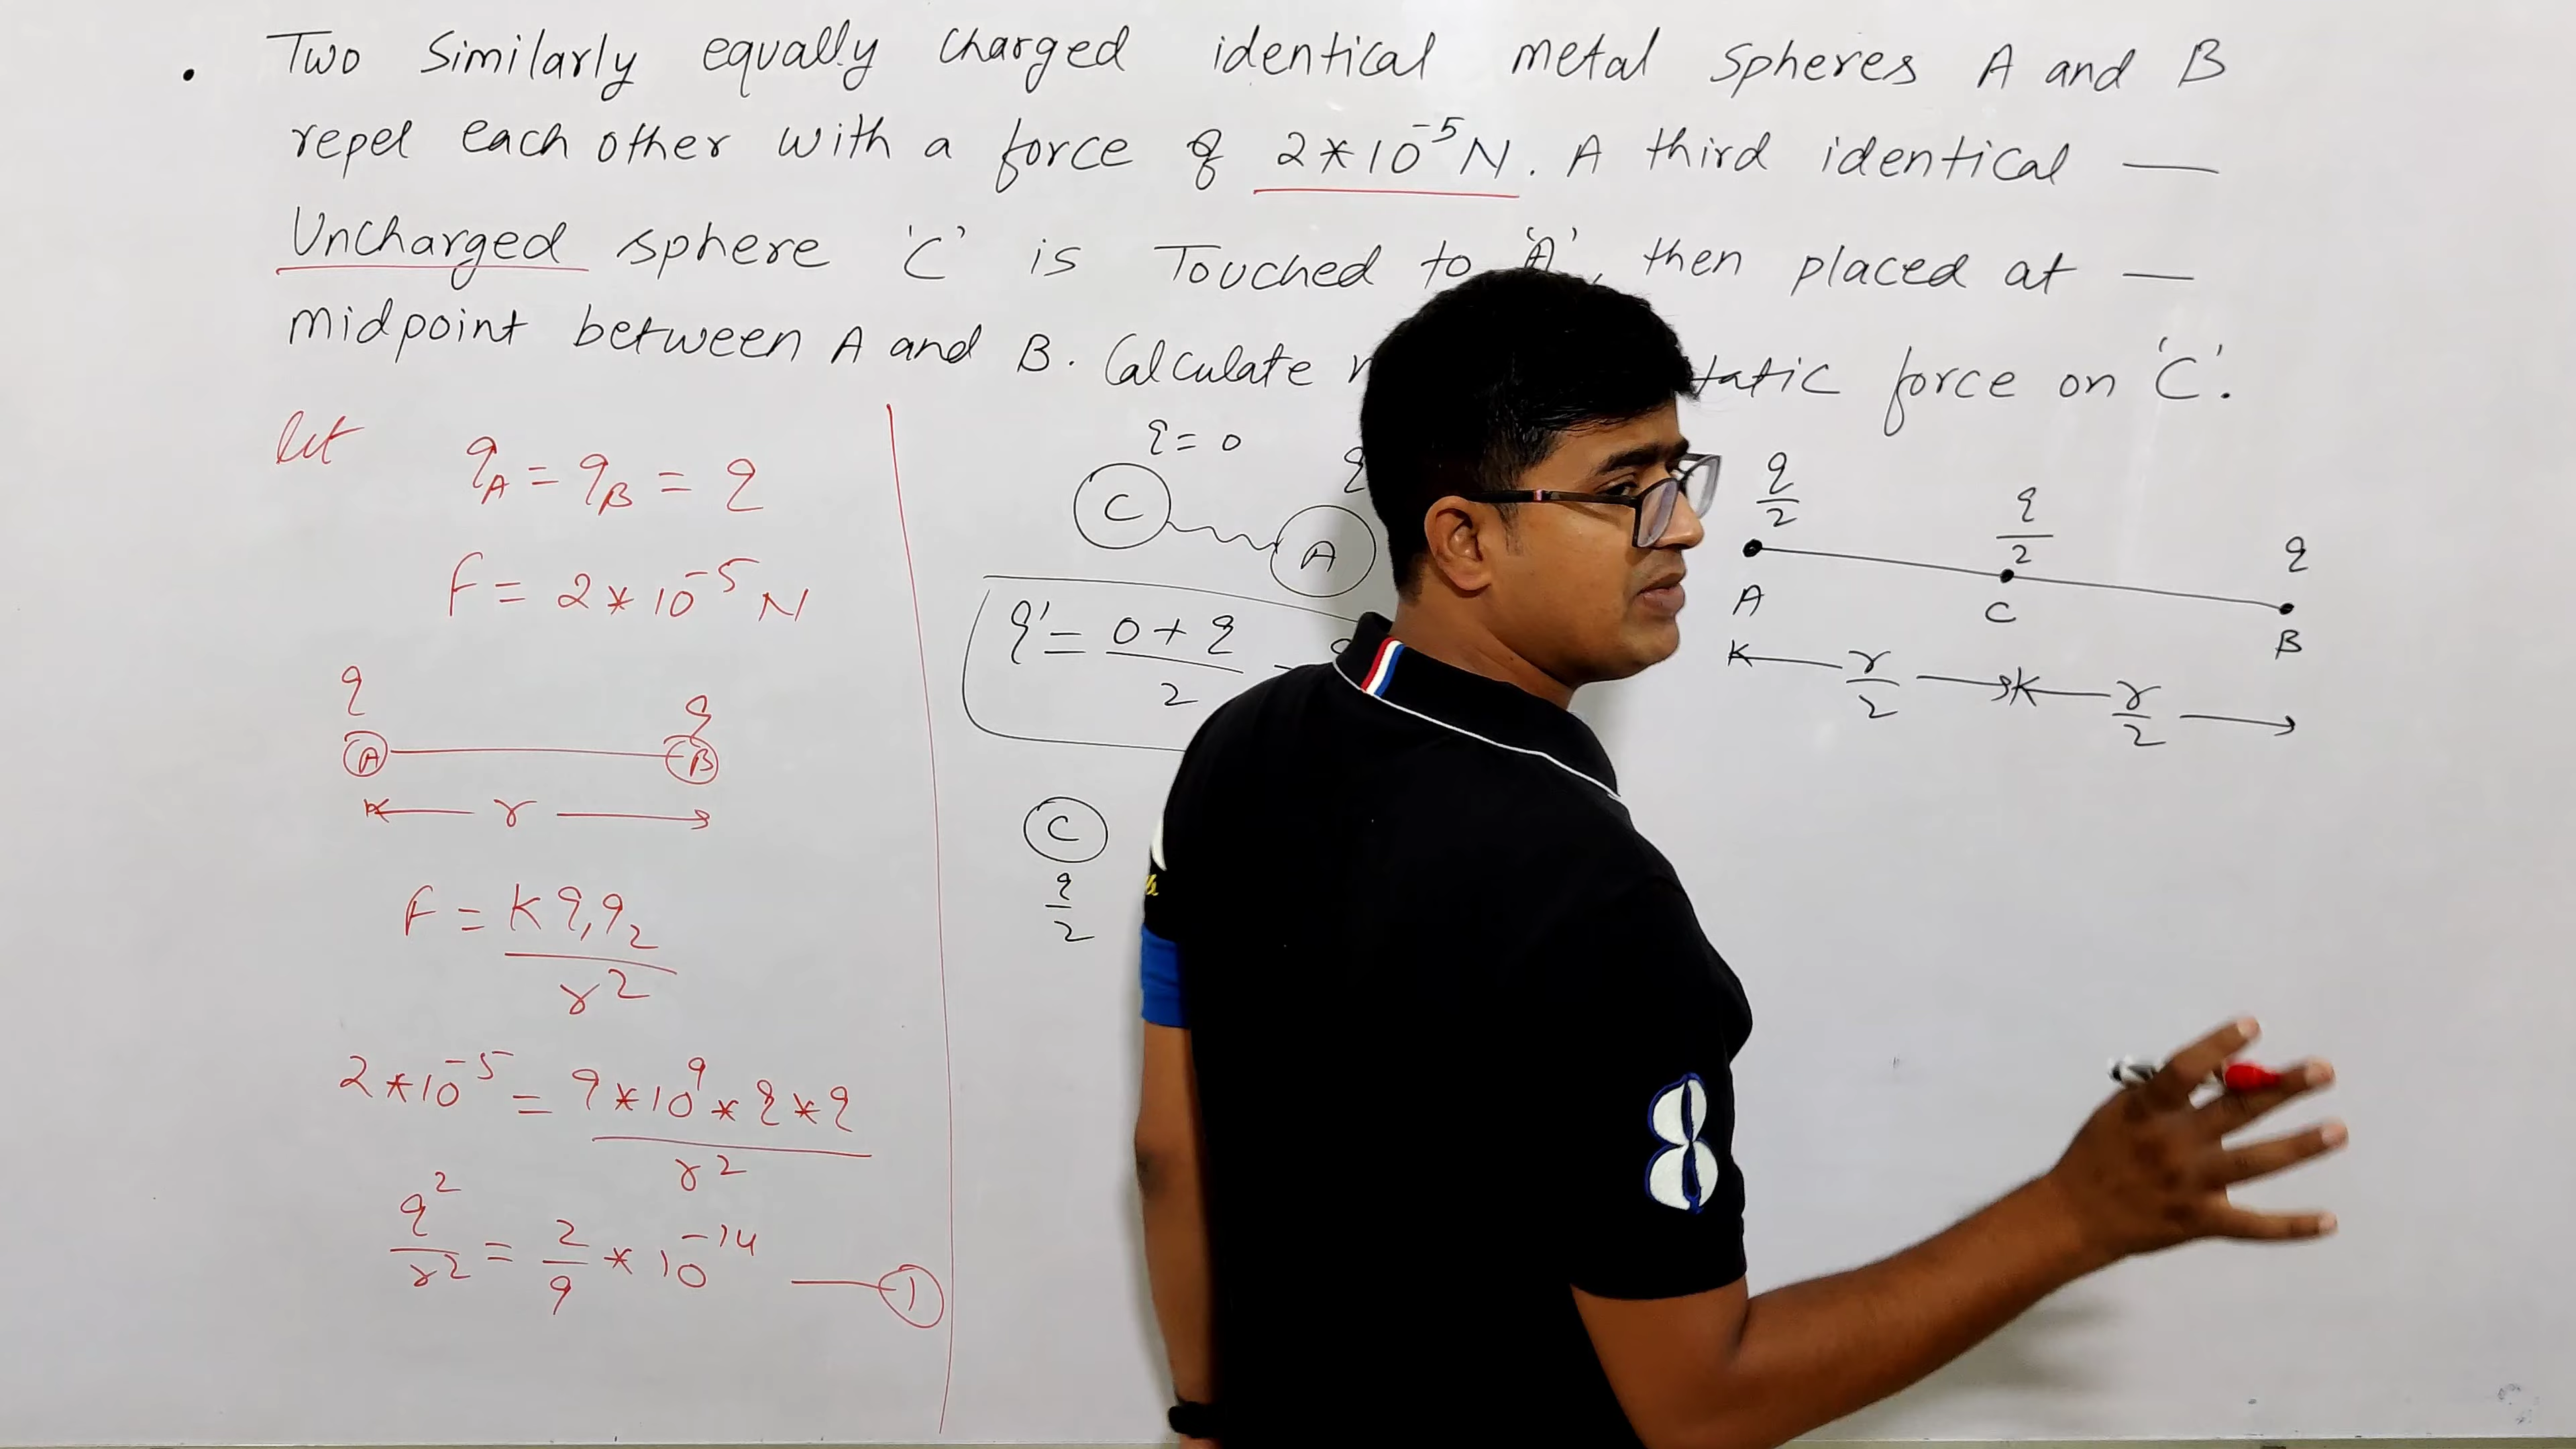 Two Similarly equally charged identical metal spheres A and B
repel each other with a force of 2*10⁻⁵N. A third identical —
Uncharged sphere 'C' is Touched to 'A', then placed at —
midpoint between A and B. Calculate force on 'C'.
let q_A = q_B = q
F = 2*10⁻⁵ N
q q
A B
r
F = K q₁q₂ / r²
2*10⁻⁵ = 9*10⁹ * q * q / r²
q² / r² = 2/9 * 10⁻¹⁴ — 1
q = 0 q
C A
q' = 0 + q / 2 =
C
q/2
q/2 q/2 q
A C B
r/2 r/2
8